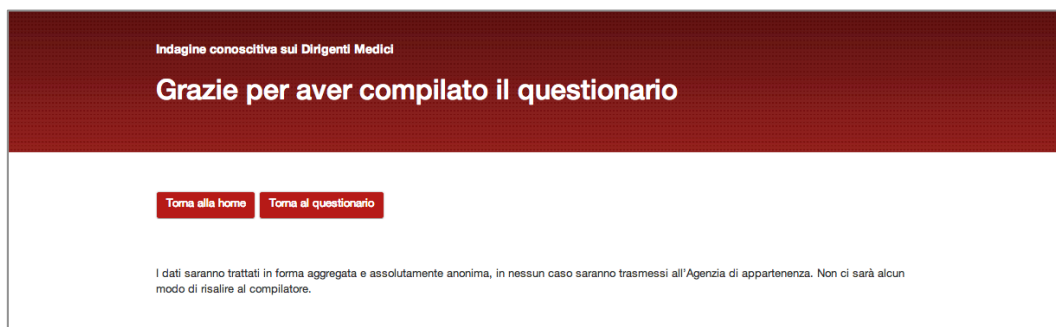 Indagine conoscitiva sui Dirigenti Medici
Grazie per aver compilato il questionario
Torna alla home
Torna al questionario
I dati saranno trattati in forma aggregata e assolutamente anonima, in nessun caso saranno trasmessi all'Agenzia di appartenenza. Non ci sarà alcun
modo di risalire al compilatore.